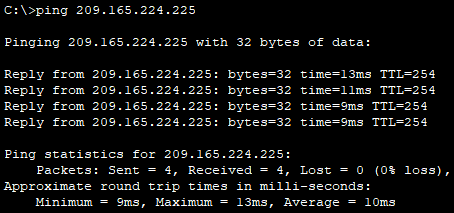 C:\>ping 209.165.224.225
Pinging 209.165.224.225 with 32 bytes of data:
Reply from 209.165.224.225: bytes=32 time=13ms TTL=254
Reply from 209.165.224.225: bytes=32 time=11ms TTL=254
Reply from 209.165.224.225: bytes=32 time=9ms TTL=254
Reply from 209.165.224.225: bytes=32 time=9ms TTL=254
Ping statistics for 209.165.224.225:
    Packets: Sent = 4, Received = 4, Lost = 0 (0% loss),
Approximate round trip times in milli-seconds:
    Minimum = 9ms, Maximum = 13ms, Average = 10ms